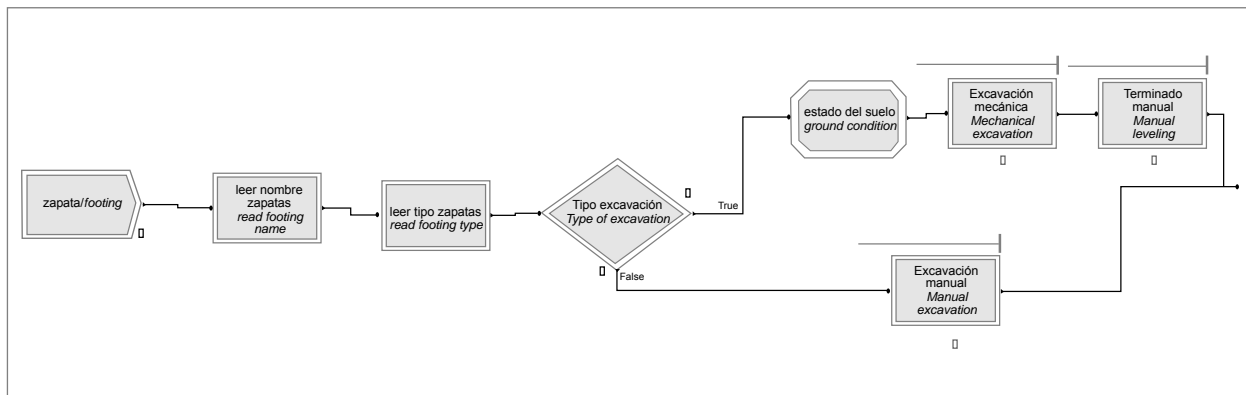 zapata/footing
leer nombre
zapatas
read footing
name
leer tipo zapatas
read footing type
Tipo excavación
Type of excavation
True
False
estado del suelo
ground condition
Excavación
mecánica
Mechanical
excavation
Terminado
manual
Manual
leveling
Excavación
manual
Manual
excavation